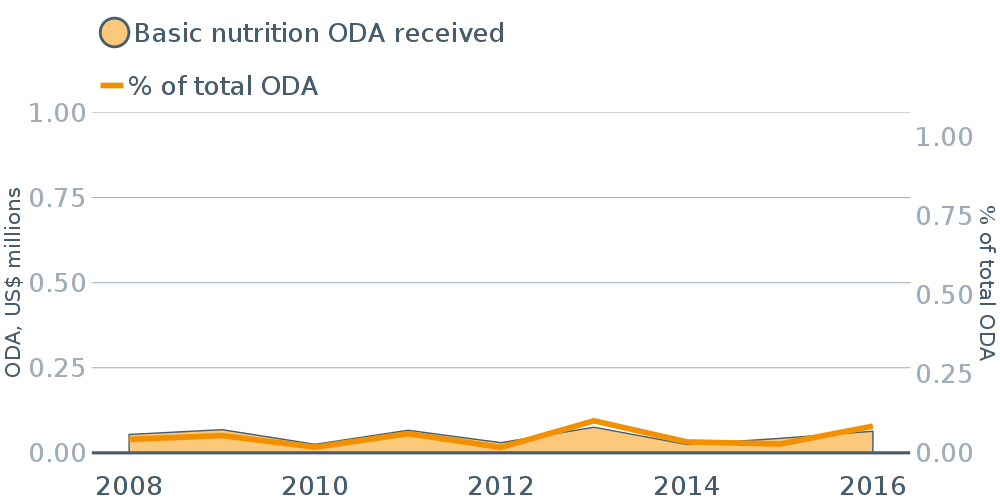 Basic nutrition ODA received
% of total ODA
1.00
0.75
0.50
0.25
0.00
ODA, US$ millions
1.00
0.75
0.50
0.25
0.00
% of total ODA
2008 2010 2012 2014 2016